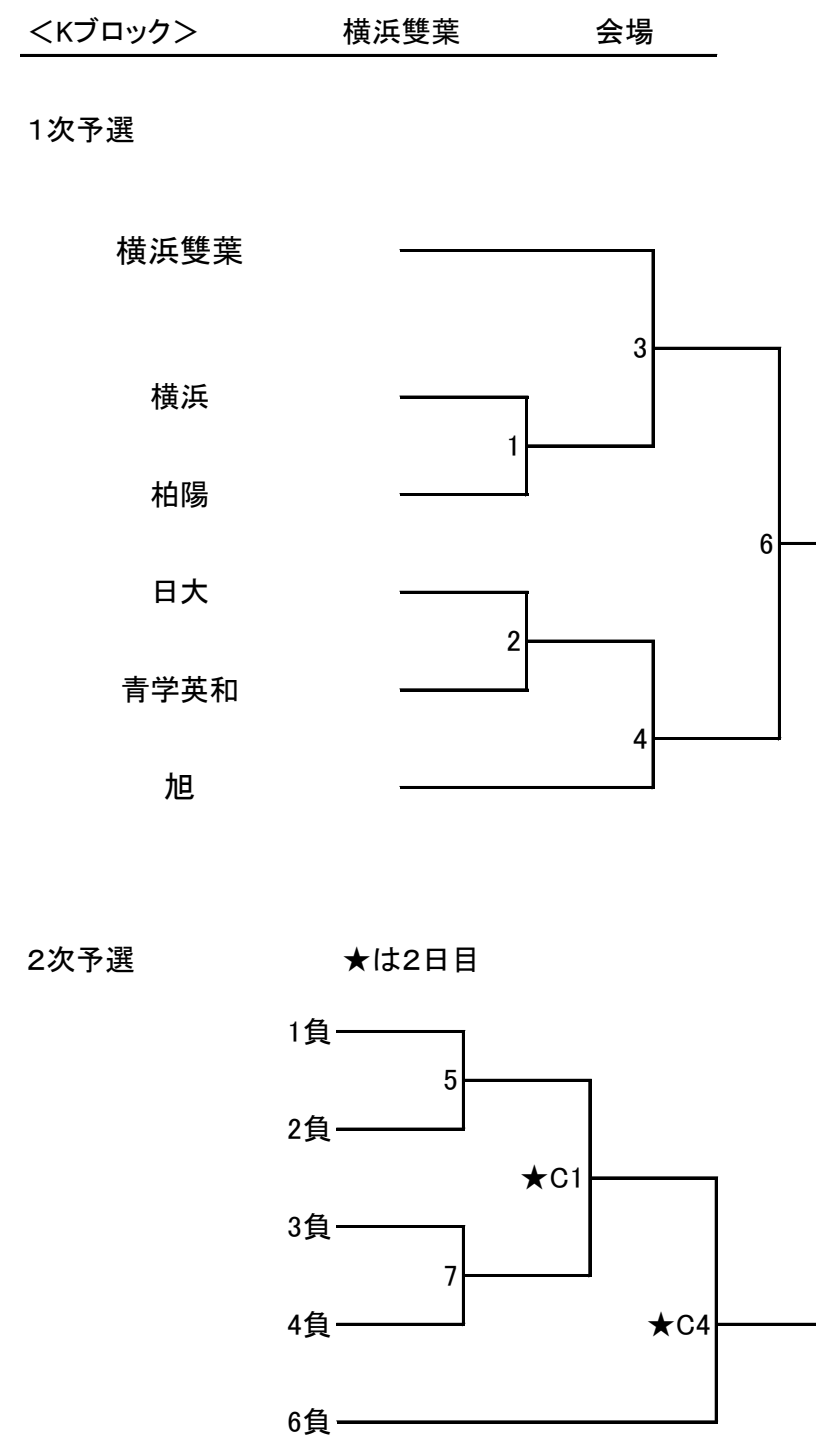 ＜Kブロック＞ 横浜雙葉 会場
1次予選
横浜雙葉
3
横浜
1
柏陽
6
日大
2
青学英和
4
旭
2次予選 ★は2日目
1負
5
2負
★C1
3負
7
4負
★C4
6負